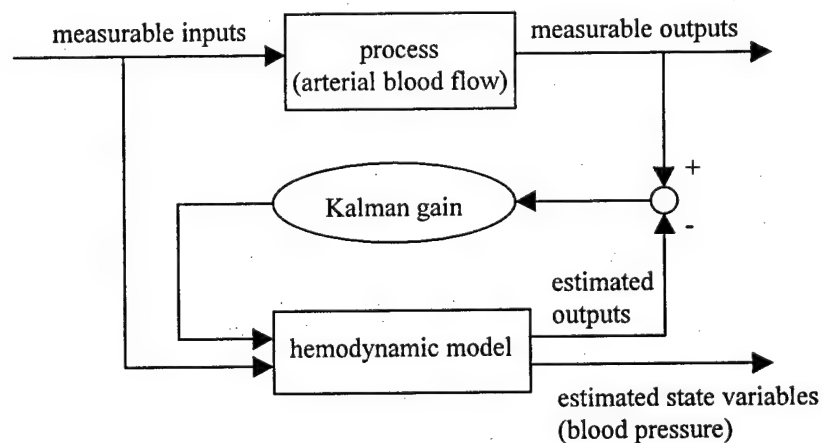 measurable inputs
process
(arterial blood flow)
measurable outputs
+
Kalman gain
-
estimated
outputs
hemodynamic model
estimated state variables
(blood pressure)